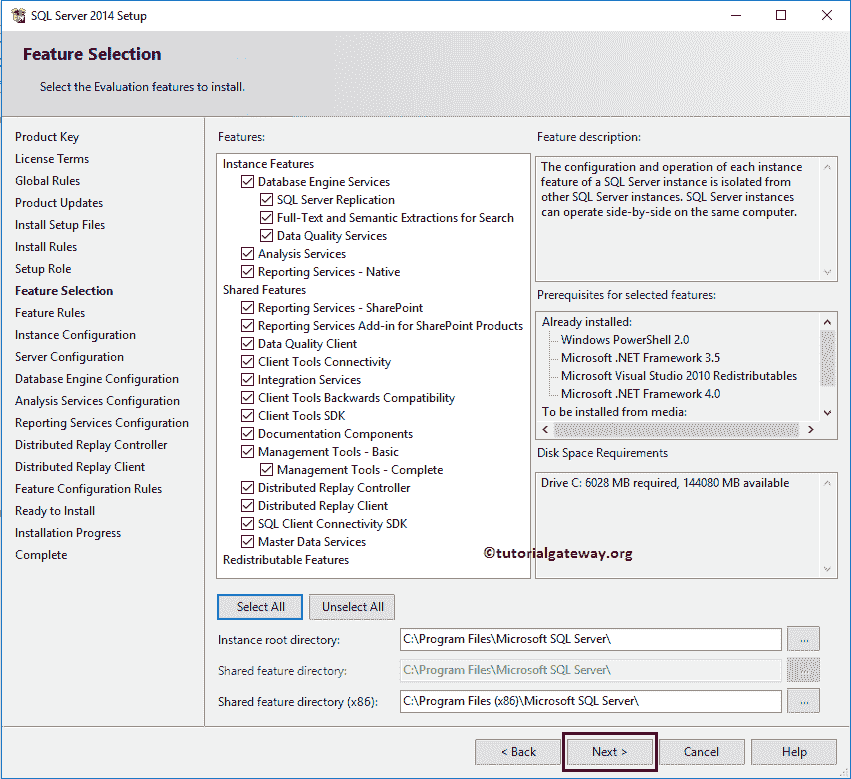 SQL Server 2014 Setup
Feature Selection
Select the Evaluation features to install.
Product Key
License Terms
Global Rules
Product Updates
Install Setup Files
Install Rules
Setup Role
Feature Selection
Feature Rules
Instance Configuration
Server Configuration
Database Engine Configuration
Analysis Services Configuration
Reporting Services Configuration
Distributed Replay Controller
Distributed Replay Client
Feature Configuration Rules
Ready to Install
Installation Progress
Complete
Features:
Instance Features
Database Engine Services
SQL Server Replication
Full-Text and Semantic Extractions for Search
Data Quality Services
Analysis Services
Reporting Services - Native
Shared Features
Reporting Services - SharePoint
Reporting Services Add-in for SharePoint Products
Data Quality Client
Client Tools Connectivity
Integration Services
Client Tools Backwards Compatibility
Client Tools SDK
Documentation Components
Management Tools - Basic
Management Tools - Complete
Distributed Replay Controller
Distributed Replay Client
SQL Client Connectivity SDK
Master Data Services
Redistributable Features
Feature description:
The configuration and operation of each instance
feature of a SQL Server instance is isolated from
other SQL Server instances. SQL Server instances
can operate side-by-side on the same computer.
Prerequisites for selected features:
Already installed:
Windows PowerShell 2.0
Microsoft .NET Framework 3.5
Microsoft Visual Studio 2010 Redistributables
Microsoft .NET Framework 4.0
To be installed from media:
Disk Space Requirements
Drive C: 6028 MB required, 144080 MB available
©tutorialgateway.org
Select All
Unselect All
Instance root directory:
C:\Program Files\Microsoft SQL Server\
...
Shared feature directory:
C:\Program Files\Microsoft SQL Server\
...
Shared feature directory (x86):
C:\Program Files (x86)\Microsoft SQL Server\
...
< Back
Next >
Cancel
Help